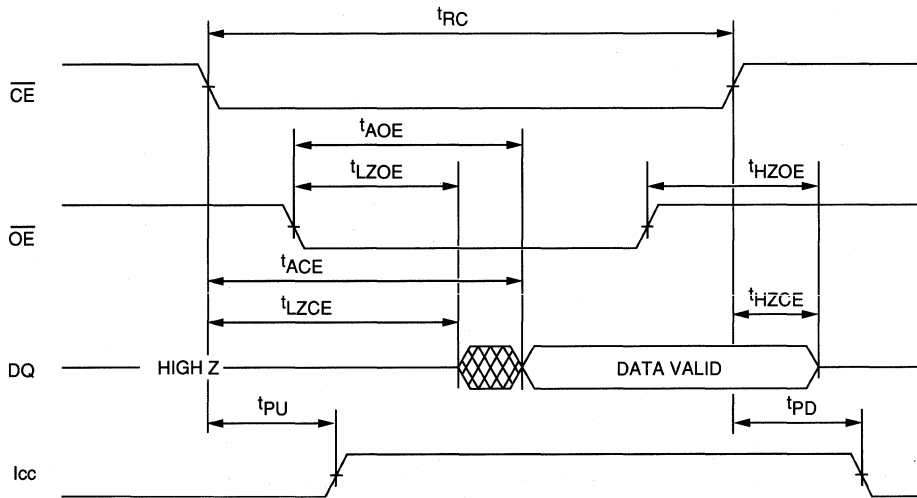 tRC
CE
tAOE
tLZOE
tHZOE
OE
tACE
tLZCE
tHZCE
DQ
HIGH Z
DATA VALID
tPU
tPD
Icc